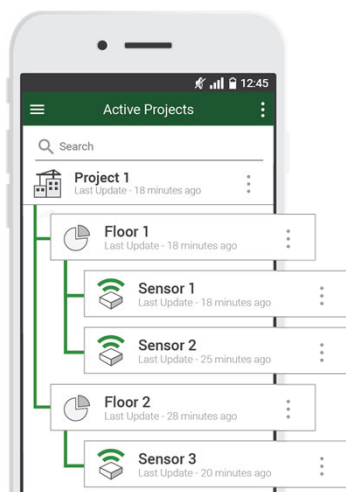 12:45
Active Projects
Search
Project 1
Last Update - 18 minutes ago
Floor 1
Last Update - 18 minutes ago
Sensor 1
Last Update - 18 minutes ago
Sensor 2
Last Update - 25 minutes ago
Floor 2
Last Update - 28 minutes ago
Sensor 3
Last Update - 20 minutes ago